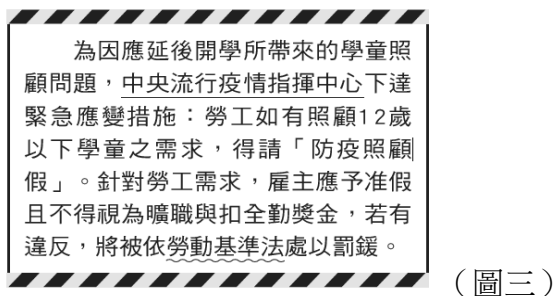 為因應延後開學所帶來的學童照
顧問題，中央流行疫情指揮中心下達
緊急應變措施：勞工如有照顧12歲
以下學童之需求，得請「防疫照顧
假」。針對勞工需求，雇主應予准假
且不得視為曠職與扣全勤獎金，若有
違反，將被依勞動基準法處以罰鍰。
（圖三）